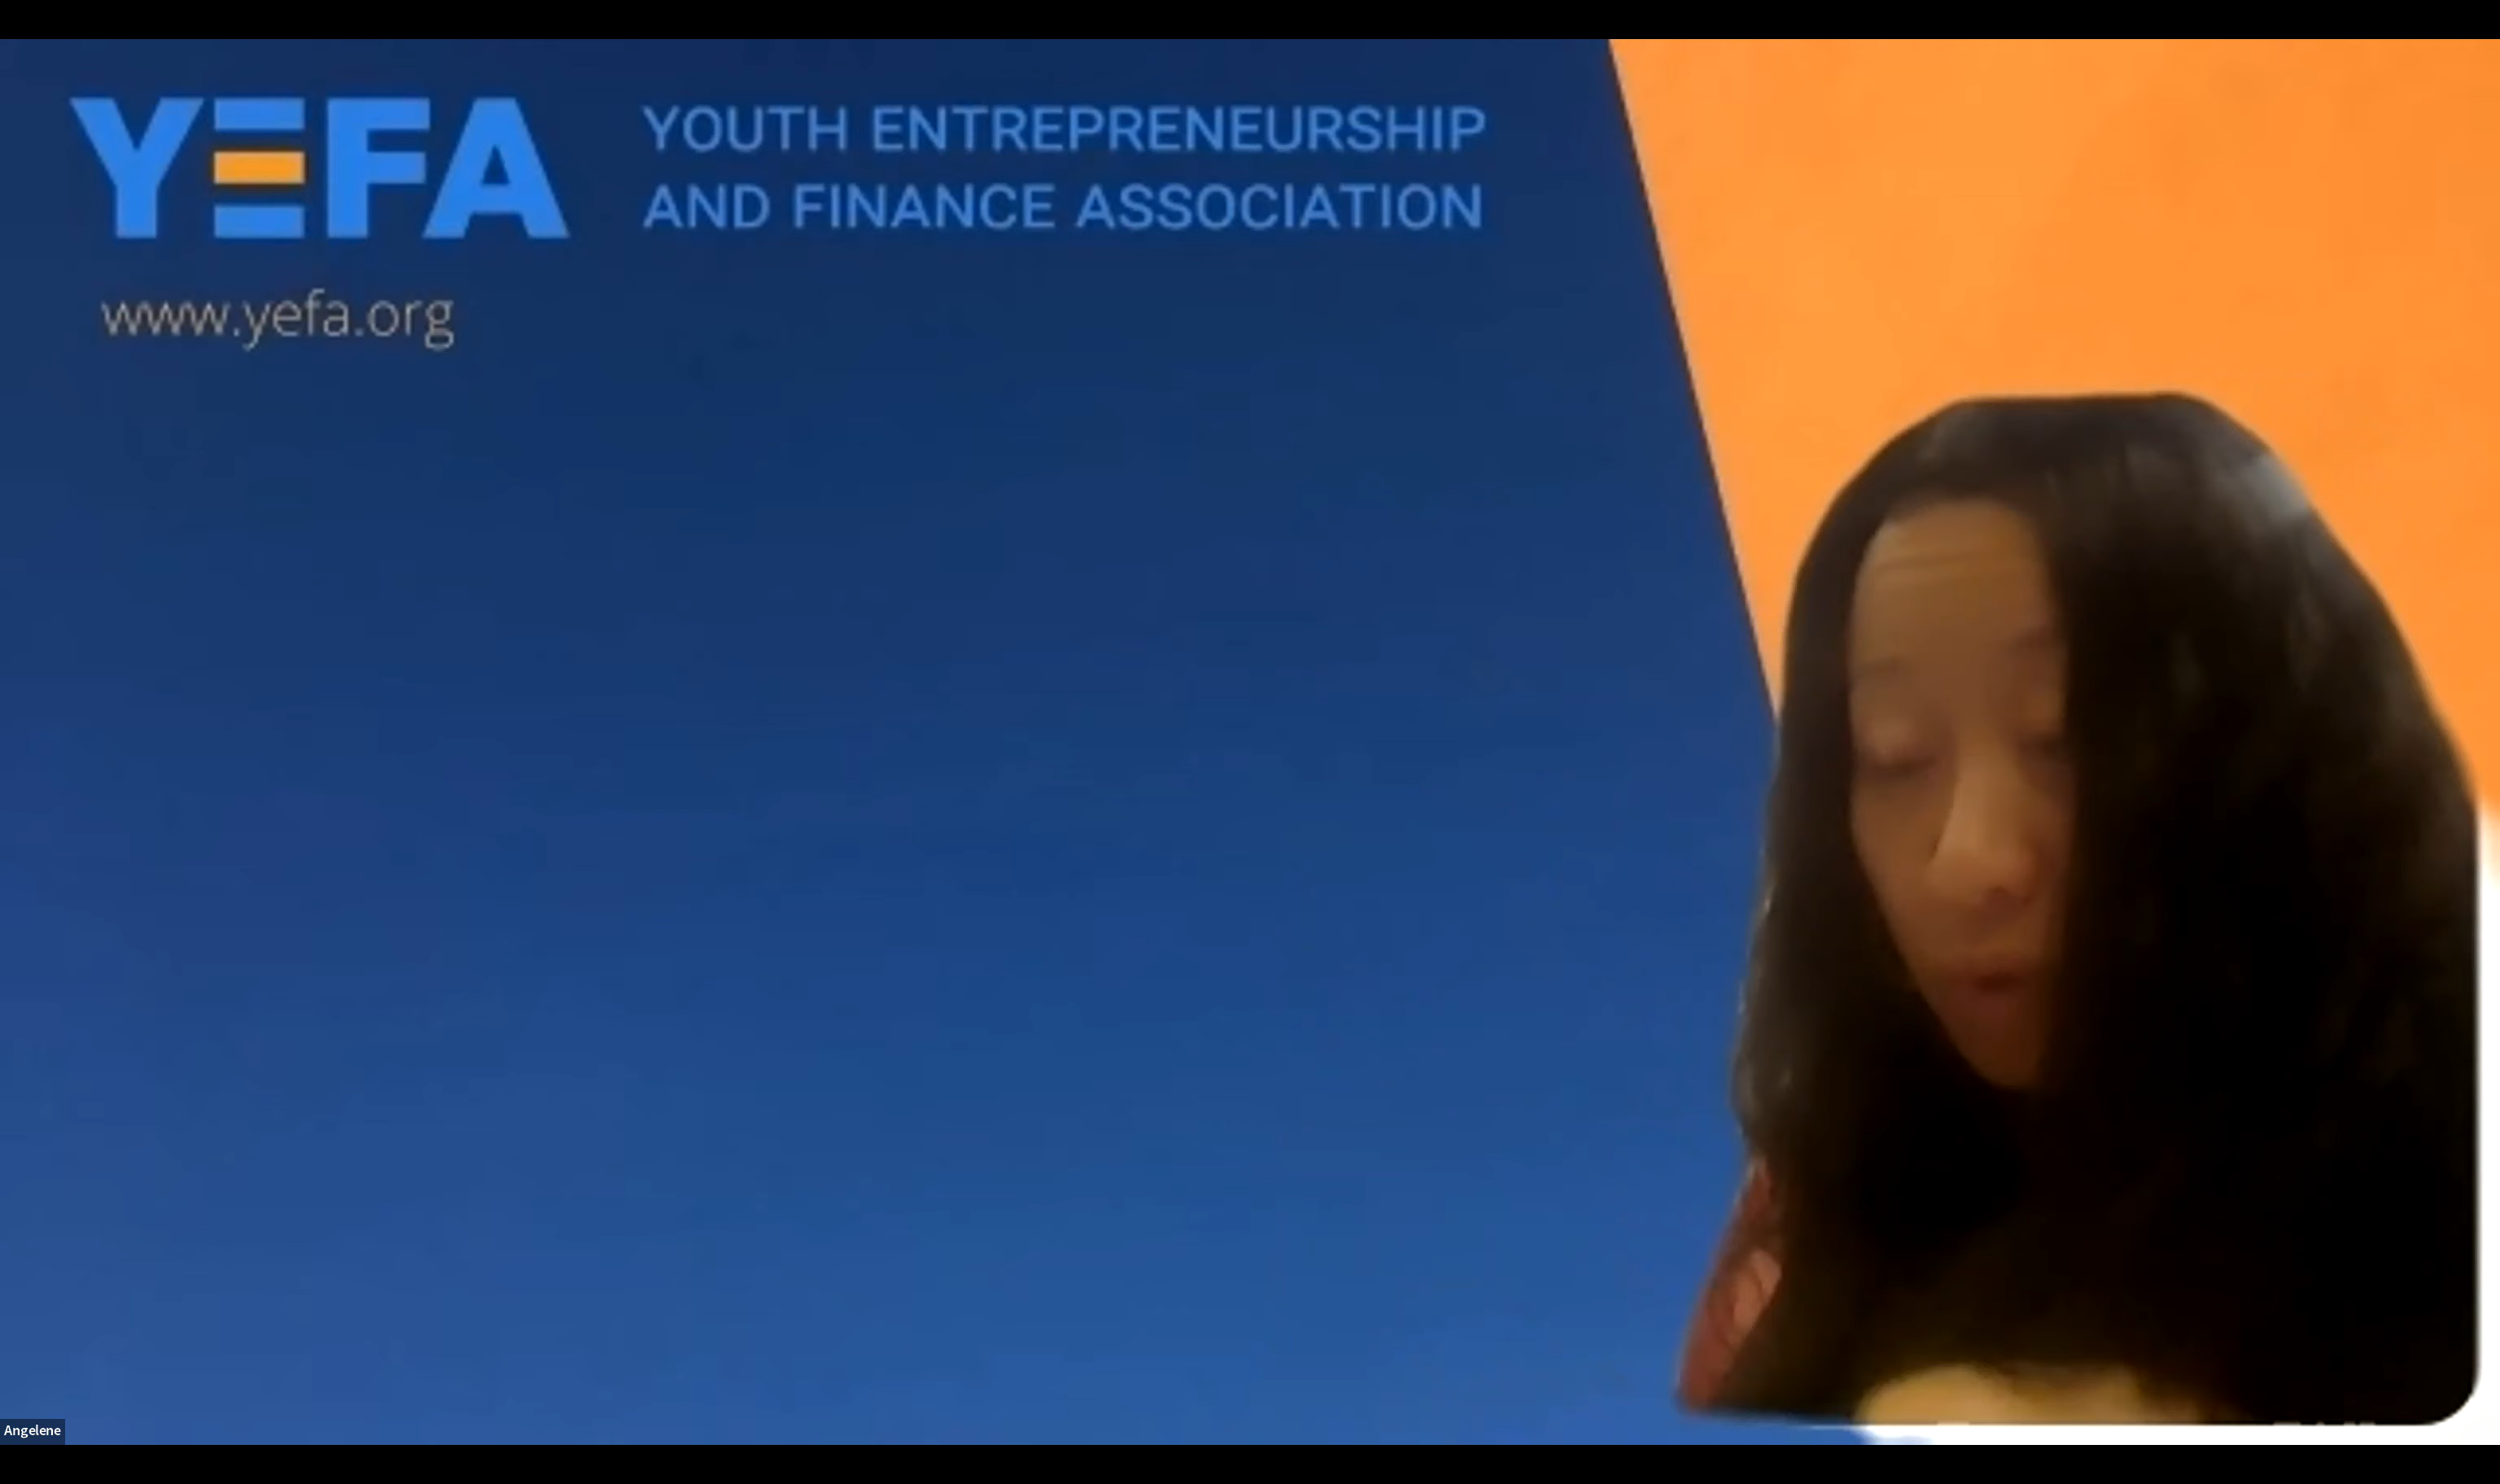 YEFA
YOUTH ENTREPRENEURSHIP
AND FINANCE ASSOCIATION
www.yefa.org
Angelene